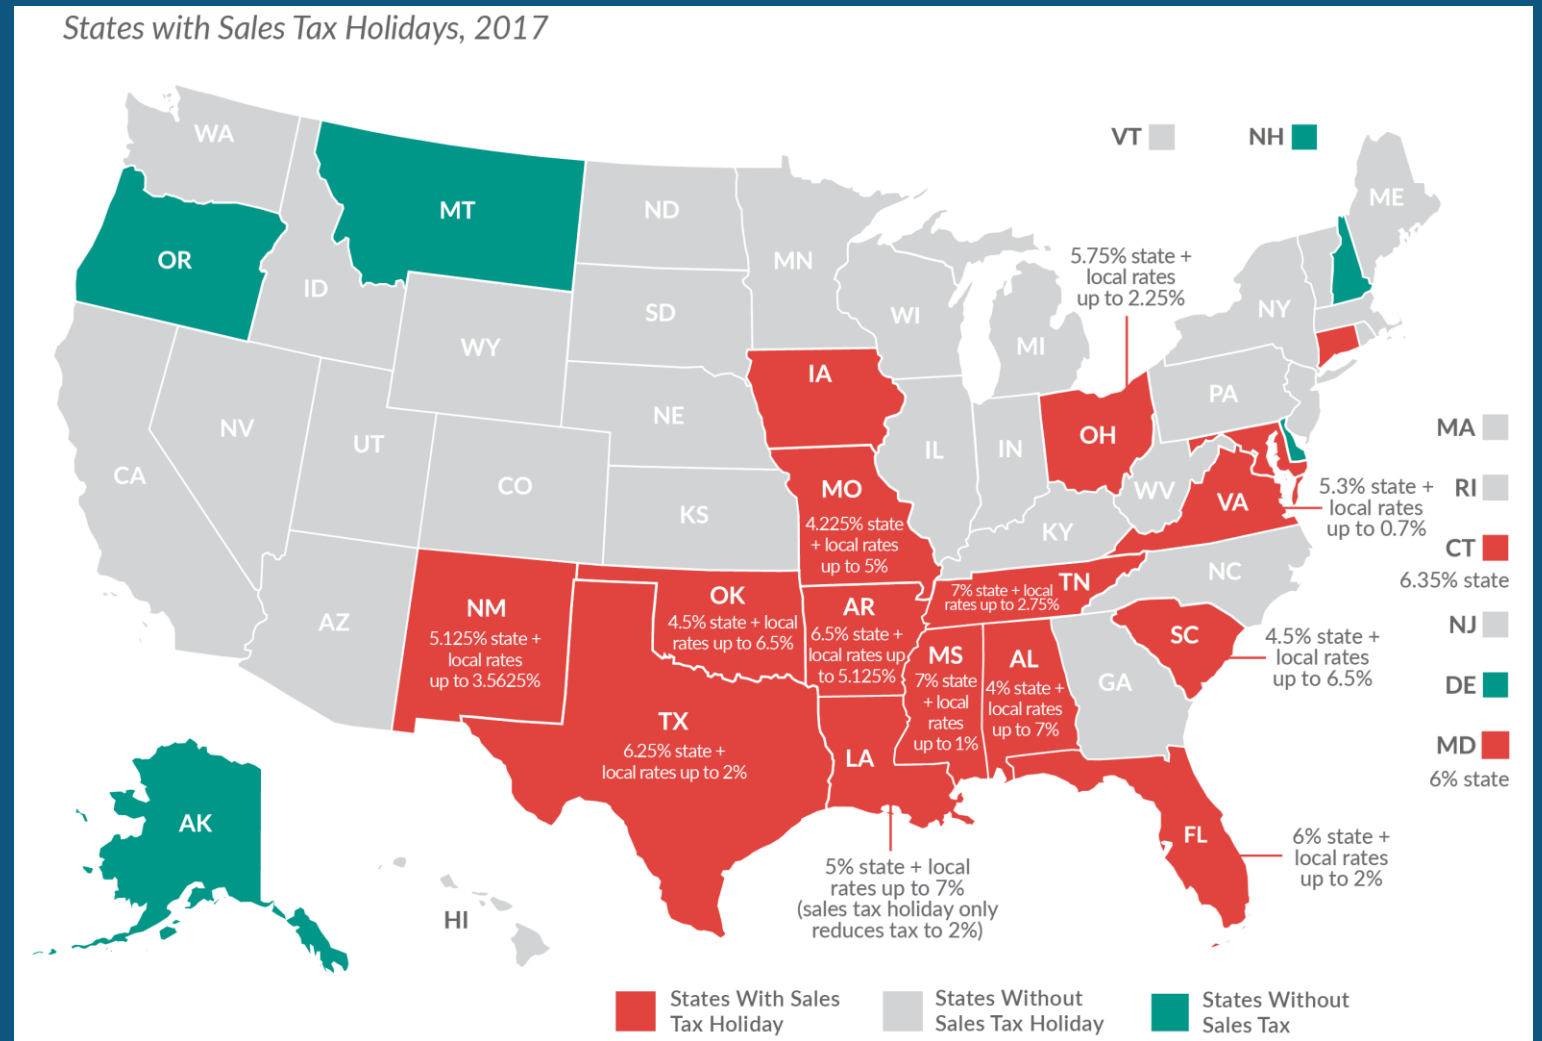 States with Sales Tax Holidays, 2017
WA
VT
NH
MT
ND
ME
OR
MN
ID
SD
5.75% state +
local rates
up to 2.25%
WI
NY
WY
MI
IA
PA
NE
NV
UT
OH
MA
IL
IN
CA
CO
MO
4.225% state
+ local rates
up to 5%
WV
VA
5.3% state +
local rates
up to 0.7%
RI
KS
KY
CT
6.35% state
NC
TN
7% state + local
rates up to 2.75%
NM
5.125% state +
local rates
up to 3.5625%
OK
4.5% state + local
rates up to 6.5%
AR
6.5% state +
local rates up
to 5.125%
AZ
NJ
SC
4.5% state +
local rates
up to 6.5%
MS
7% state
+ local
rates
up to 1%
AL
4% state +
local rates
up to 7%
GA
DE
TX
6.25% state +
local rates up to 2%
LA
MD
6% state
AK
FL
6% state +
local rates
up to 2%
5% state + local
rates up to 7%
(sales tax holiday only
reduces tax to 2%)
HI
States With Sales
Tax Holiday
States Without
Sales Tax Holiday
States Without
Sales Tax